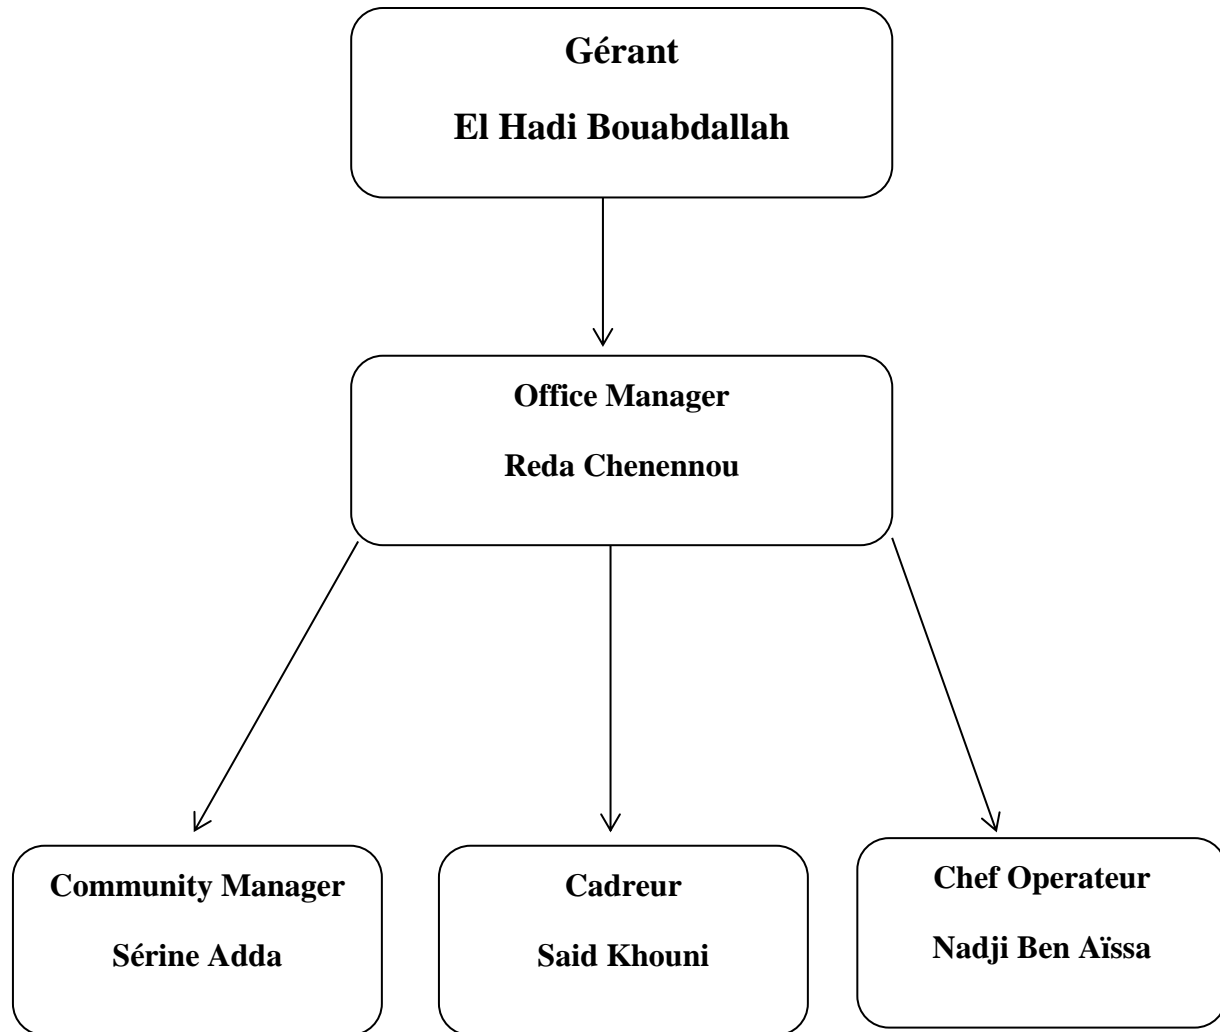 Gérant
El Hadi Bouabdallah
Office Manager
Reda Chenennou
Community Manager
Sérine Adda
Cadreur
Said Khouni
Chef Operateur
Nadji Ben Aïssa